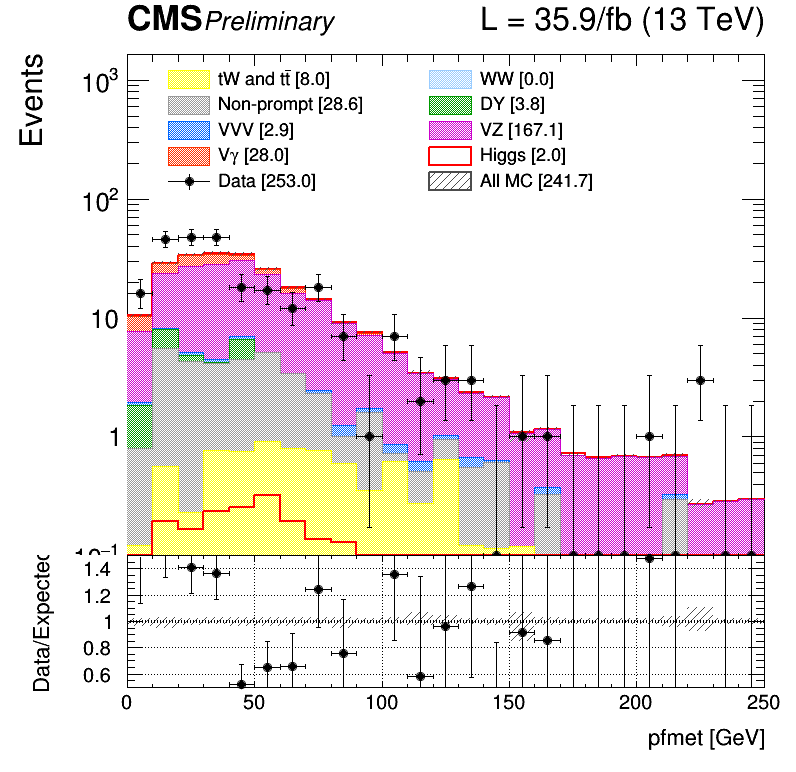 CMS Preliminary L = 35.9/fb (13 TeV)
Events
10³
10²
10
1
10⁻¹
tW and tt̄ [8.0]
WW [0.0]
Non-prompt [28.6]
DY [3.8]
VVV [2.9]
VZ [167.1]
Vγ [28.0]
Higgs [2.0]
Data [253.0]
All MC [241.7]
Data/Expected
1.4
1.2
1
0.8
0.6
0 50 100 150 200 250
pfmet [GeV]